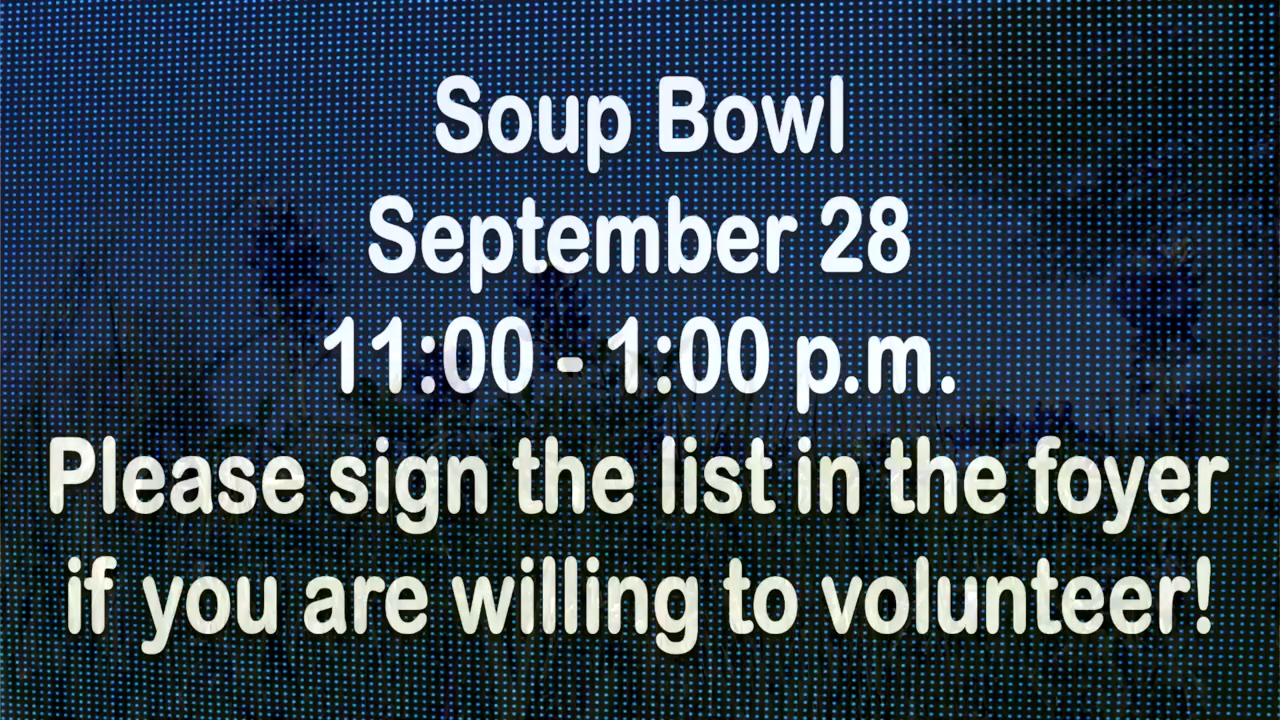 Soup Bowl
September 28
11:00 - 1:00 p.m.
Please sign the list in the foyer
if you are willing to volunteer!